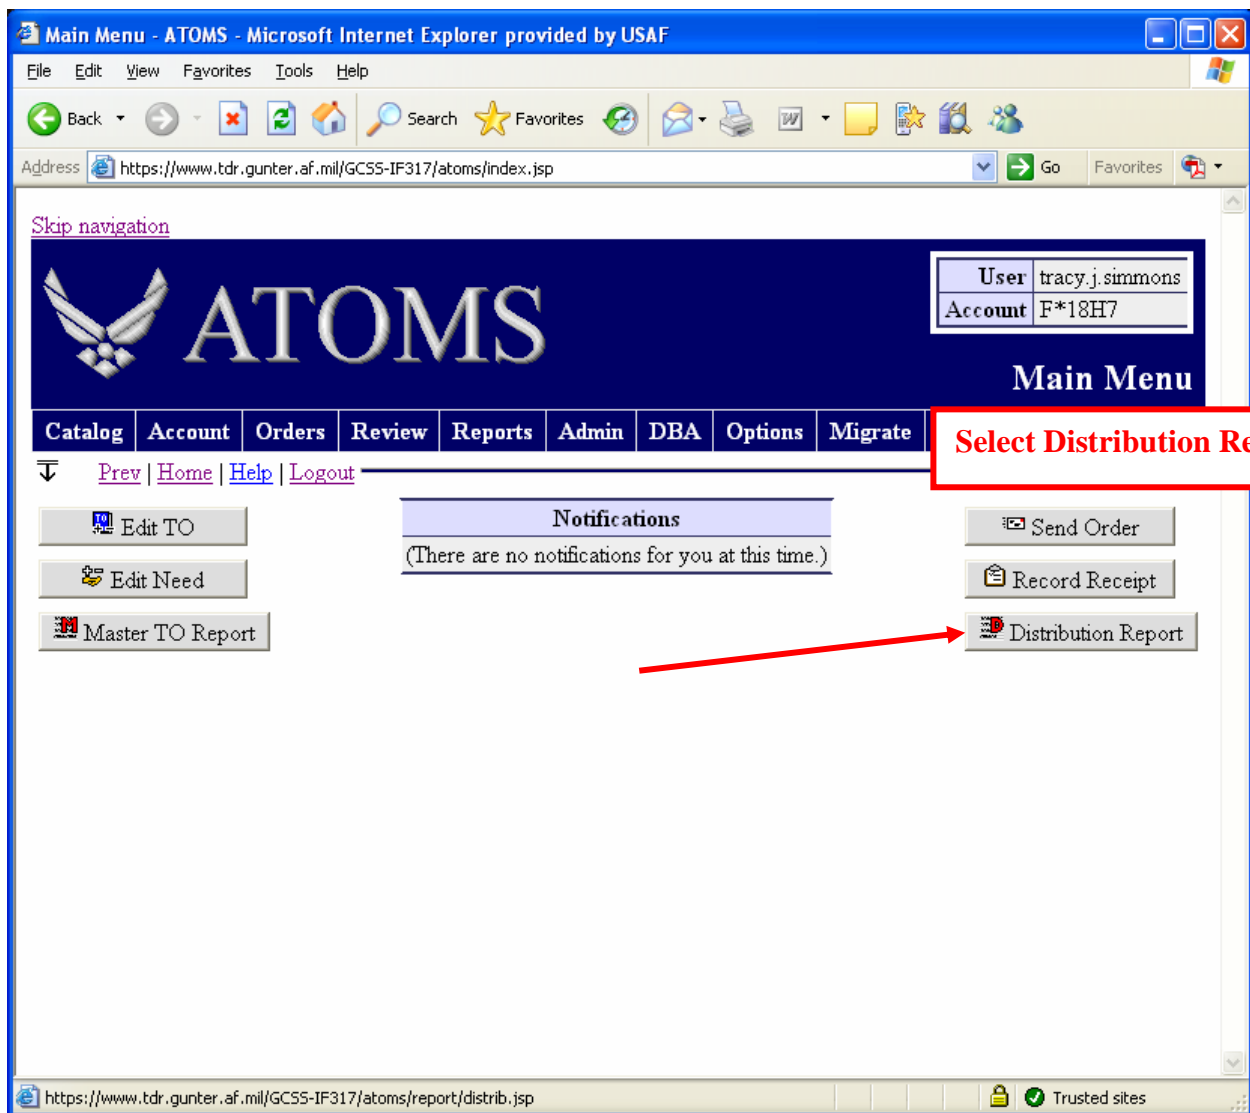 Main Menu - ATOMS - Microsoft Internet Explorer provided by USAF
File Edit View Favorites Tools Help
Back Search Favorites W
Address https://www.tdr.gunter.af.mil/GCSS-IF317/atoms/index.jsp Go Favorites
Skip navigation
ATOMS
User tracy.j.simmons
Account F*18H7
Main Menu
Catalog Account Orders Review Reports Admin DBA Options Migrate
Select Distribution Re
Prev | Home | Help | Logout
Edit TO
Notifications
Send Order
(There are no notifications for you at this time.)
Edit Need
Record Receipt
Master TO Report
Distribution Report
https://www.tdr.gunter.af.mil/GCSS-IF317/atoms/report/distrib.jsp Trusted sites